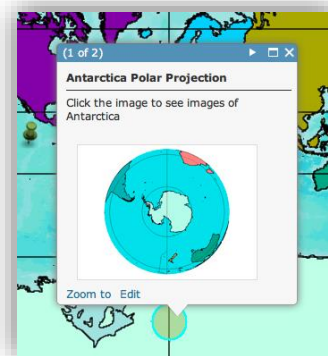 (1 of 2)
Antarctica Polar Projection
Click the image to see images of
Antarctica
Zoom to Edit